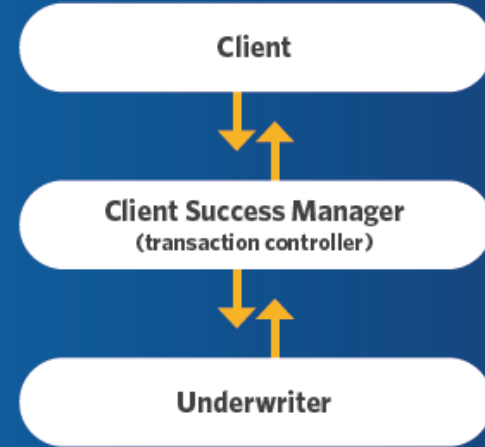 Client
Client Success Manager
(transaction controller)
Underwriter